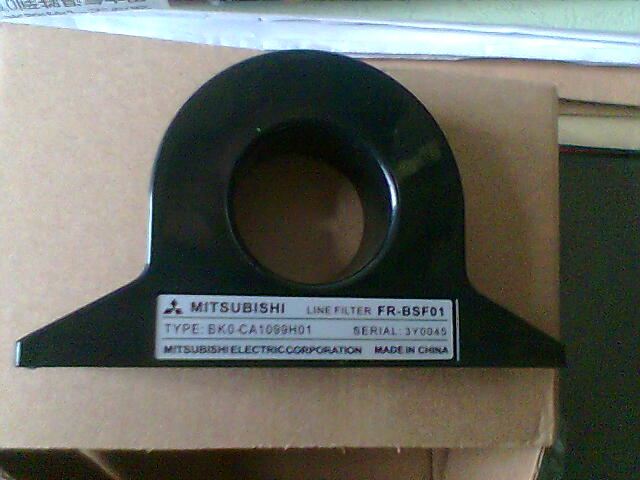 MITSUBISHI LINE FILTER FR-BSF01
TYPE: BK0-CA1099H01 SERIAL: 3Y0045
MITSUBISHI ELECTRIC CORPORATION MADE IN CHINA